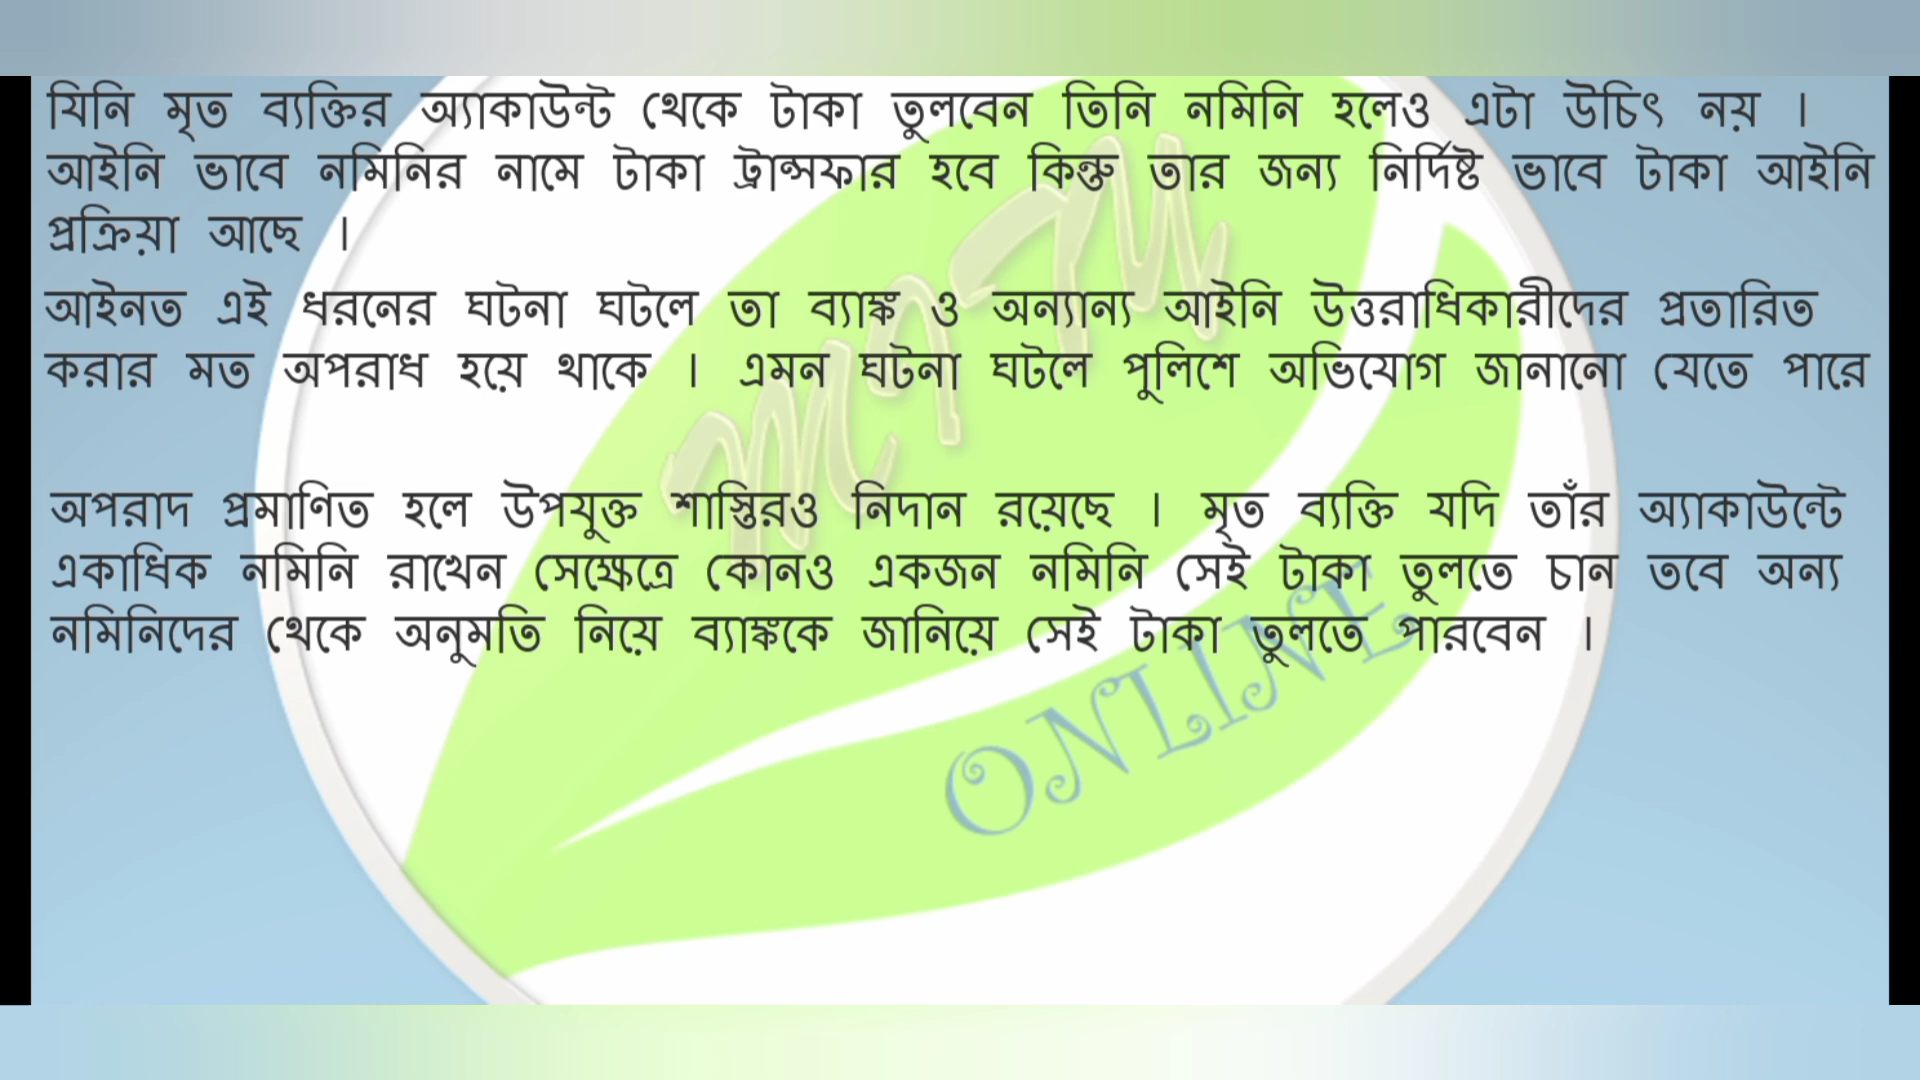 যিনি মৃত ব্যক্তির অ্যাকাউন্ট থেকে টাকা তুলবেন তিনি নমিনি হলেও এটা উচিৎ নয় ।
আইনি ভাবে নমিনির নামে টাকা ট্রান্সফার হবে কিন্তু তার জন্য নির্দিষ্ট ভাবে টাকা আইনি
প্রক্রিয়া আছে ।
আইনত এই ধরনের ঘটনা ঘটলে তা ব্যাঙ্ক ও অন্যান্য আইনি উত্তরাধিকারীদের প্রতারিত
করার মত অপরাধ হয়ে থাকে । এমন ঘটনা ঘটলে পুলিশে অভিযোগ জানানো যেতে পারে
অপরাদ প্রমাণিত হলে উপযুক্ত শাস্তিরও নিদান রয়েছে । মৃত ব্যক্তি যদি তাঁর অ্যাকাউন্টে
একাধিক নমিনি রাখেন সেক্ষেত্রে কোনও একজন নমিনি সেই টাকা তুলতে চান তবে অন্য
নমিনিদের থেকে অনুমতি নিয়ে ব্যাঙ্ককে জানিয়ে সেই টাকা তুলতে পারবেন ।
ONLINE